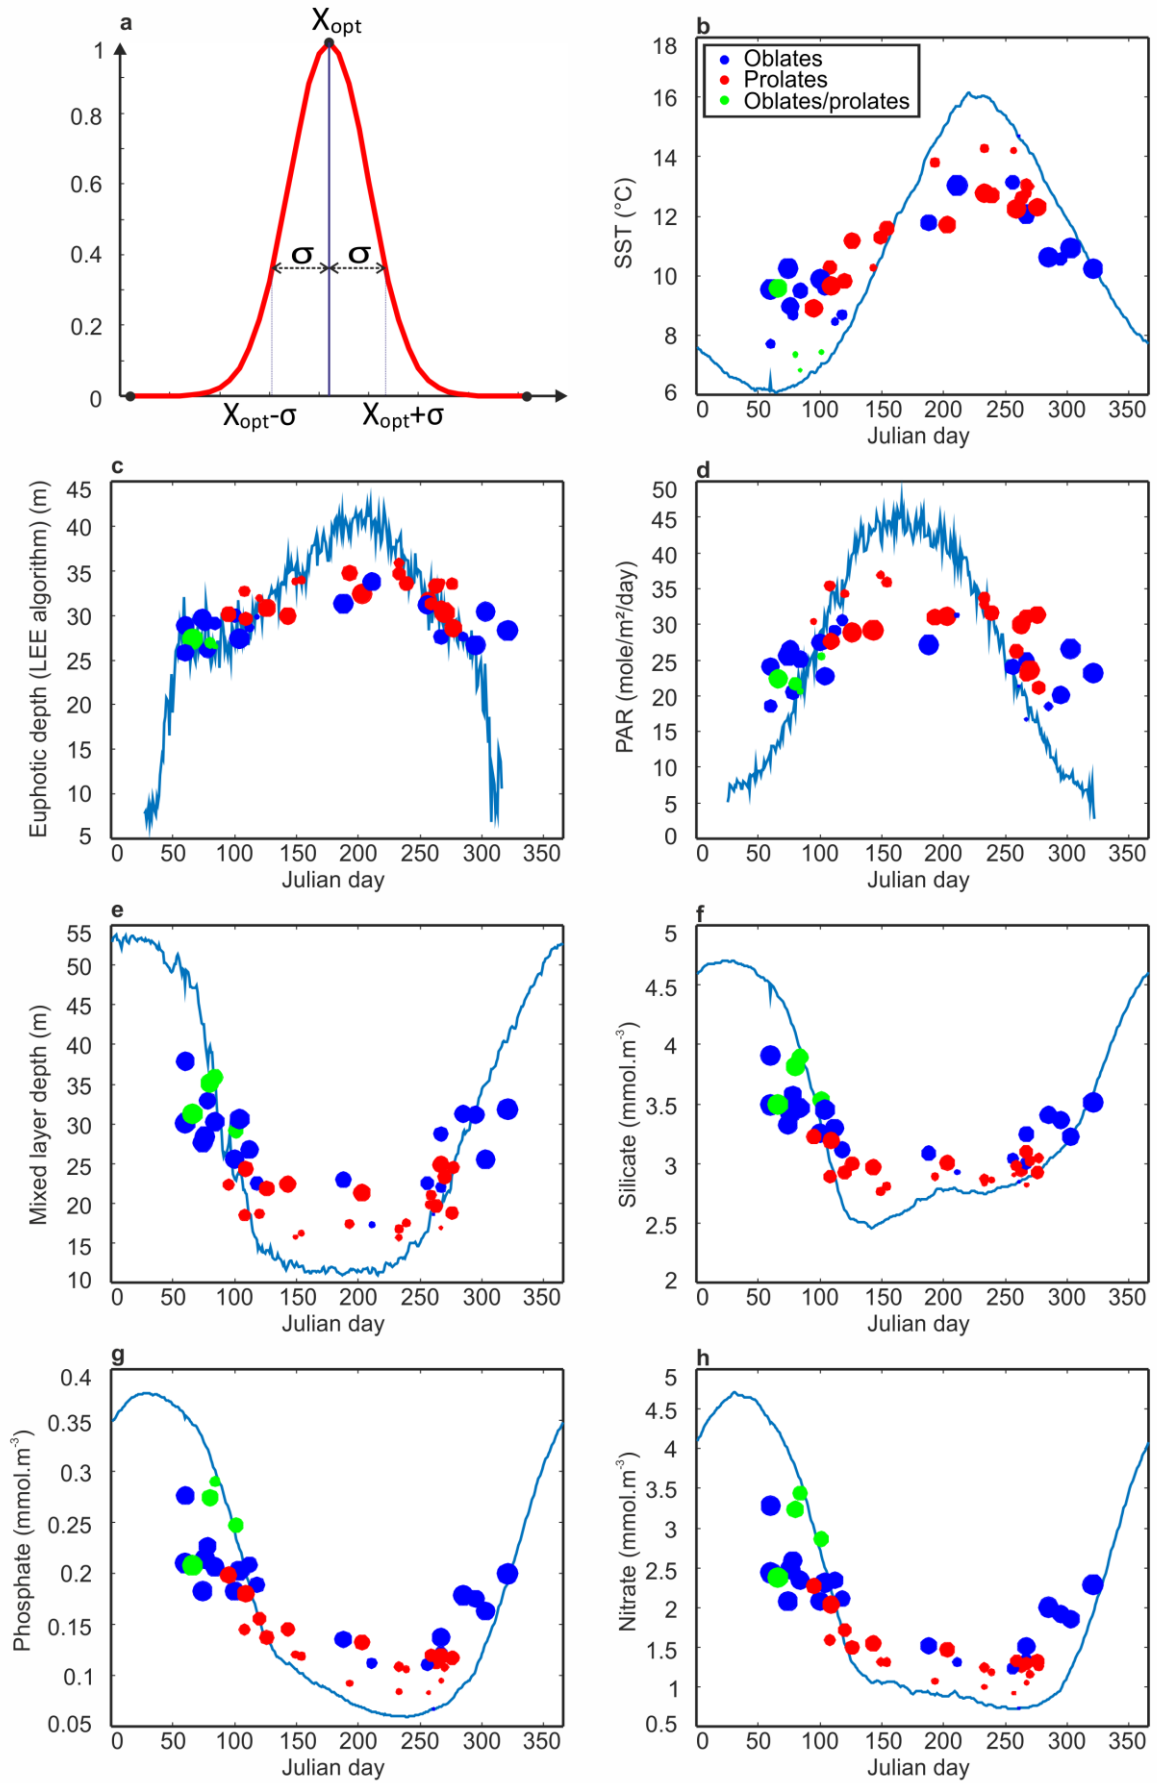 a
X_opt
1
0.8
0.6
0.4
0.2
0
σ σ
X_opt-σ X_opt+σ
b
Oblates
Prolates
Oblates/prolates
18
16
14
12
10
8
6
SST (°C)
0 50 100 150 200 250 300 350
Julian day
c
45
40
35
30
25
20
15
10
5
Euphotic depth (LEE algorithm) (m)
0 50 100 150 200 250 300 350
Julian day
d
50
45
40
35
30
25
20
15
10
5
0
PAR (mole/m²/day)
0 50 100 150 200 250 300 350
Julian day
e
55
50
45
40
35
30
25
20
15
10
Mixed layer depth (m)
0 50 100 150 200 250 300 350
Julian day
f
5
4.5
4
3.5
3
2.5
2
Silicate (mmol.m⁻³)
0 50 100 150 200 250 300 350
Julian day
g
0.4
0.35
0.3
0.25
0.2
0.15
0.1
0.05
Phosphate (mmol.m⁻³)
0 50 100 150 200 250 300 350
Julian day
h
5
4.5
4
3.5
3
2.5
2
1.5
1
0.5
Nitrate (mmol.m⁻³)
0 50 100 150 200 250 300 350
Julian day